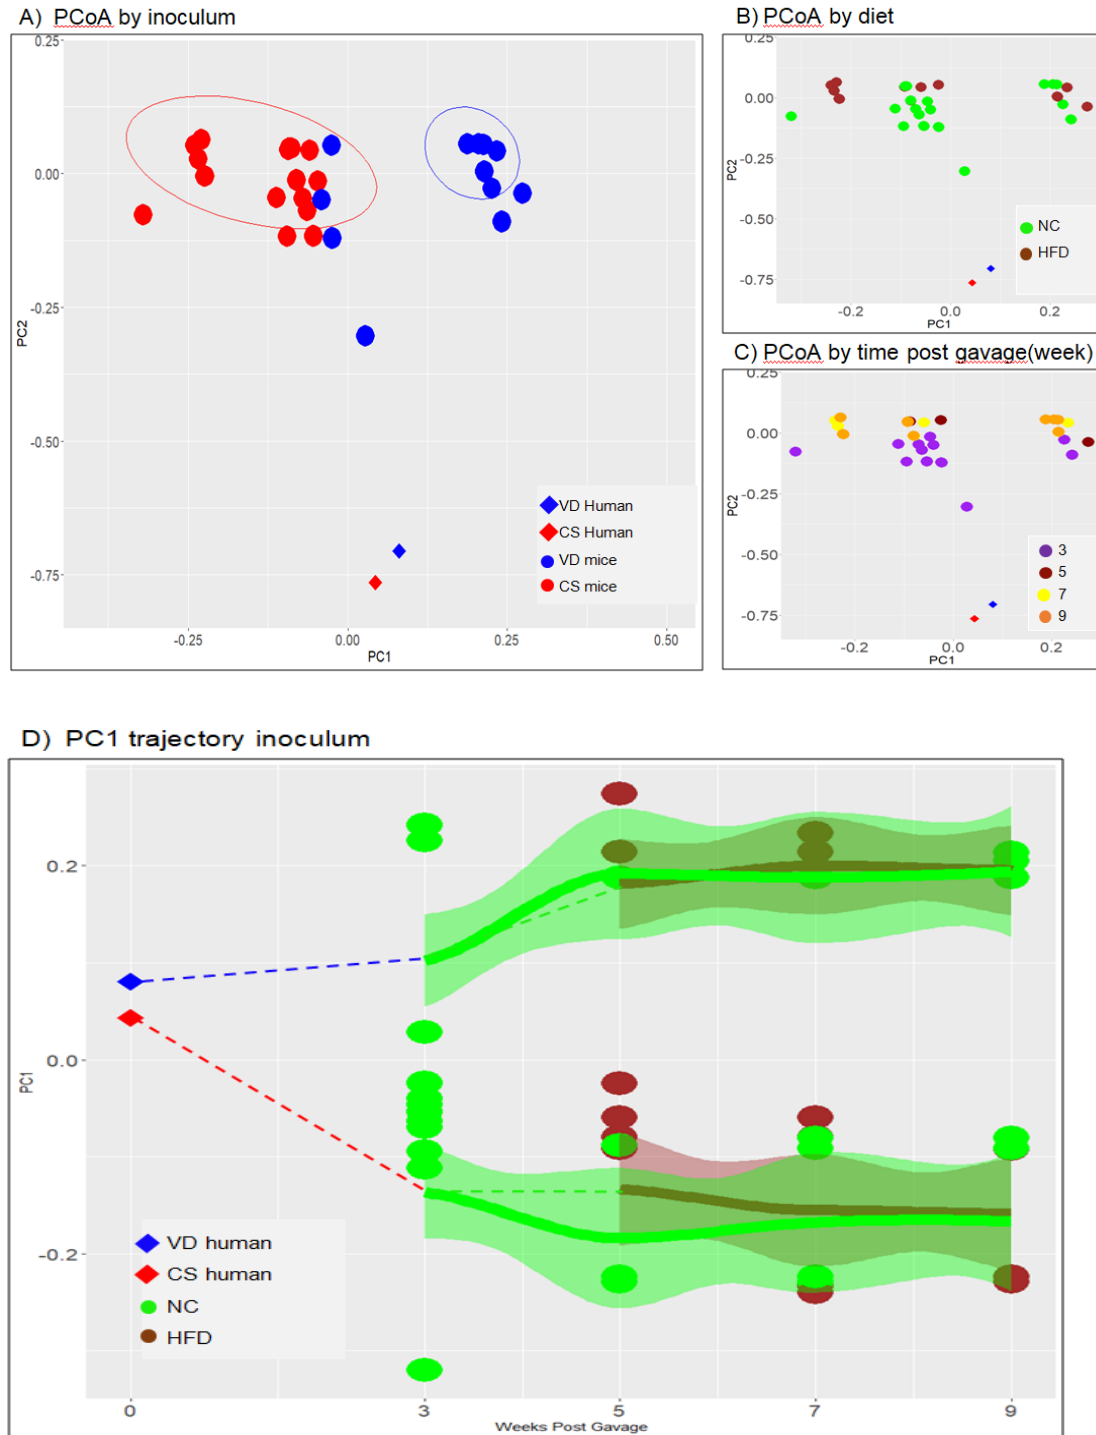 A) PCoA by inoculum
0.25
0.00
-0.25
-0.50
-0.75
PC2
-0.25
0.00
0.25
0.50
PC1
VD Human
CS Human
VD mice
CS mice
B) PCoA by diet
0.25
0.00
-0.25
-0.50
-0.75
PC2
-0.2
0.0
0.2
PC1
NC
HFD
C) PCoA by time post gavage(week)
0.25
0.00
-0.25
-0.50
-0.75
PC2
-0.2
0.0
0.2
PC1
3
5
7
9
D) PC1 trajectory inoculum
0.2
0.0
-0.2
PC1
VD human
CS human
NC
HFD
0
3
5
7
9
Weeks Post Gavage